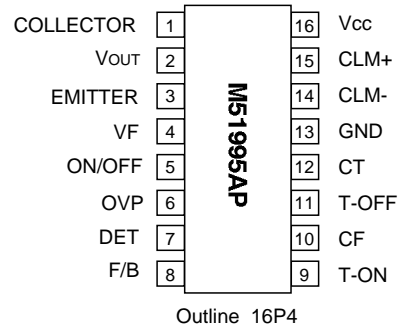 COLLECTOR 1 16 Vcc
VOUT 2 15 CLM+
EMITTER 3 14 CLM-
VF 4 13 GND
ON/OFF 5 12 CT
OVP 6 11 T-OFF
DET 7 10 CF
F/B 8 9 T-ON
M51995AP
Outline 16P4